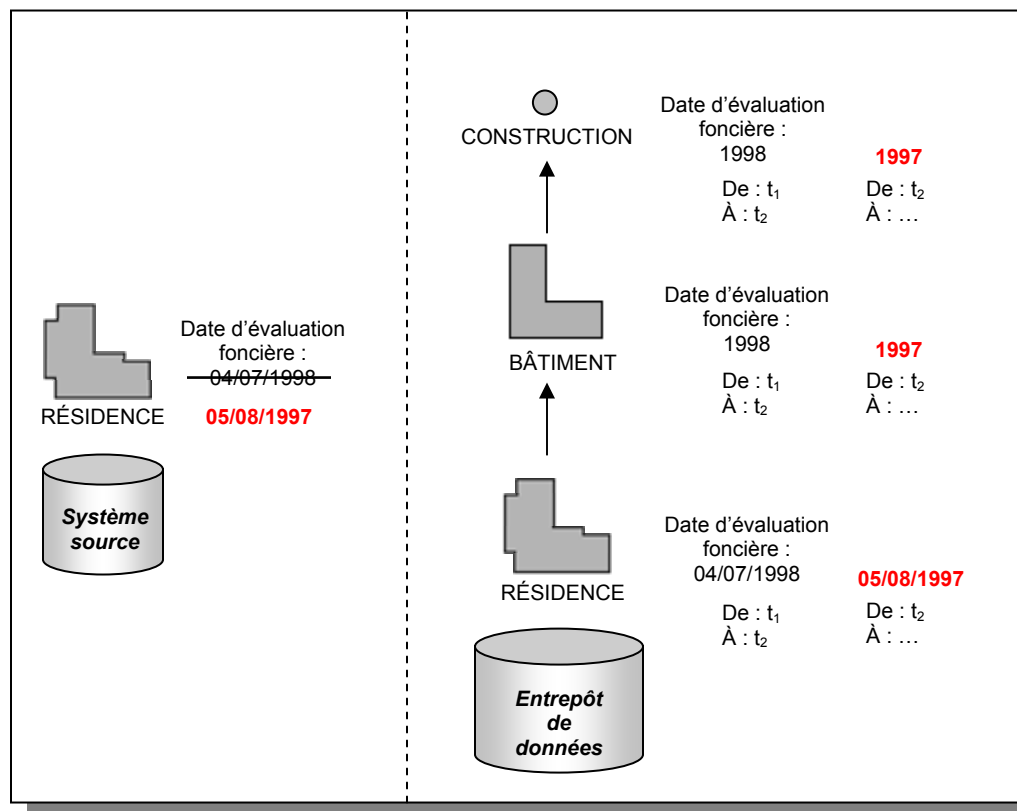 Date d'évaluation
foncière :
04/07/1998
05/08/1997
RÉSIDENCE
Système
source
CONSTRUCTION
Date d'évaluation
foncière :
1998
1997
De : t₁
À : t₂
De : t₂
À : …
BÂTIMENT
Date d'évaluation
foncière :
1998
1997
De : t₁
À : t₂
De : t₂
À : …
RÉSIDENCE
Date d'évaluation
foncière :
04/07/1998
05/08/1997
De : t₁
À : t₂
De : t₂
À : …
Entrepôt
de
données